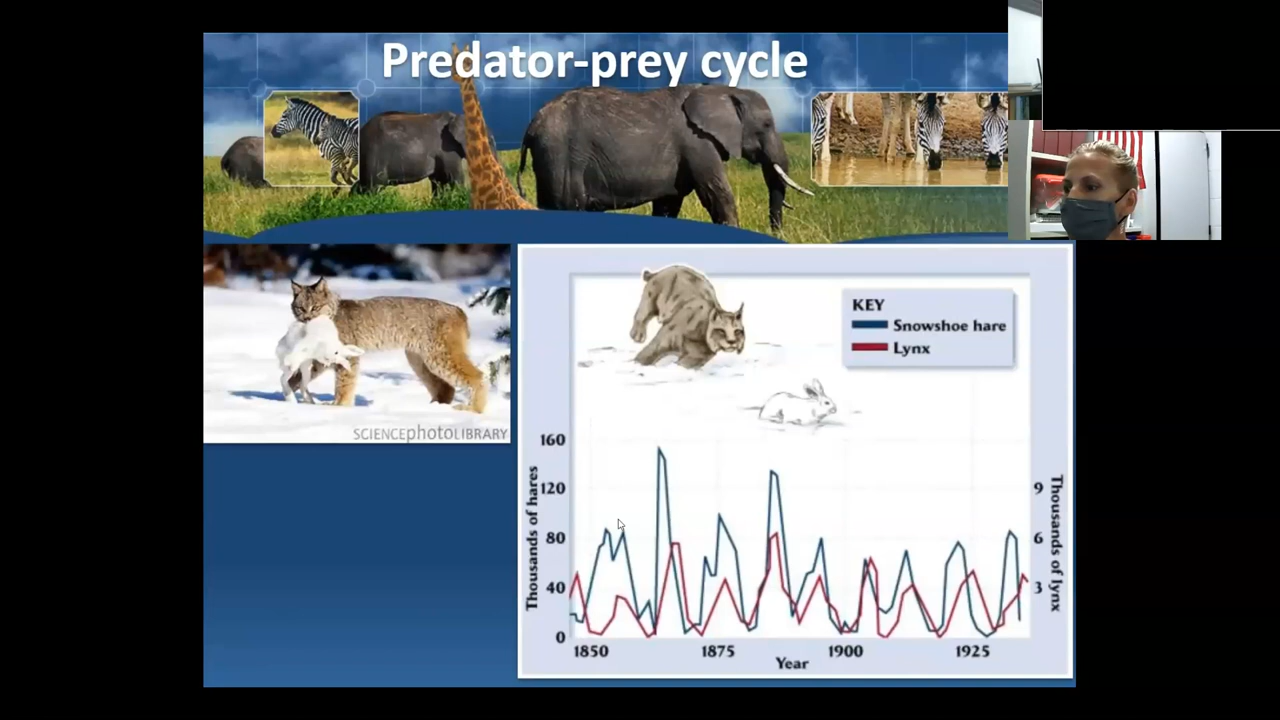 Predator-prey cycle
SCIENCEphotoLIBRARY
KEY
Snowshoe hare
Lynx
Thousands of hares
160
120
80
40
0
9
6
3
Thousands of lynx
1850
1875
1900
1925
Year